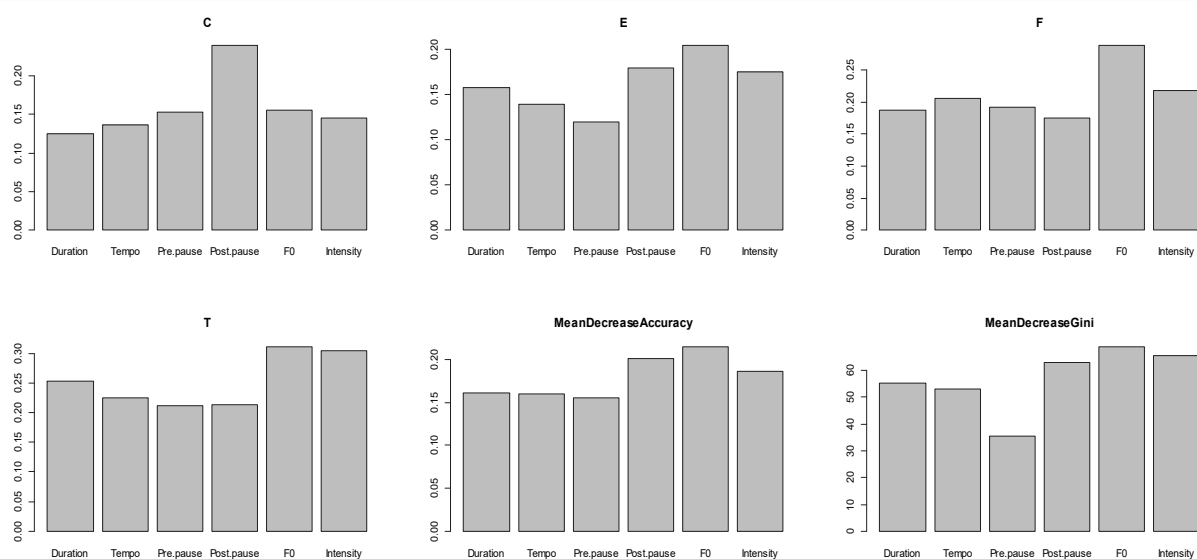 C
0.20
0.15
0.10
0.05
0.00
Duration Tempo Pre.pause Post.pause F0 Intensity
E
0.20
0.15
0.10
0.05
0.00
Duration Tempo Pre.pause Post.pause F0 Intensity
F
0.25
0.20
0.15
0.10
0.05
0.00
Duration Tempo Pre.pause Post.pause F0 Intensity
T
0.30
0.25
0.20
0.15
0.10
0.05
0.00
Duration Tempo Pre.pause Post.pause F0 Intensity
MeanDecreaseAccuracy
0.20
0.15
0.10
0.05
0.00
Duration Tempo Pre.pause Post.pause F0 Intensity
MeanDecreaseGini
60
50
40
30
20
10
0
Duration Tempo Pre.pause Post.pause F0 Intensity